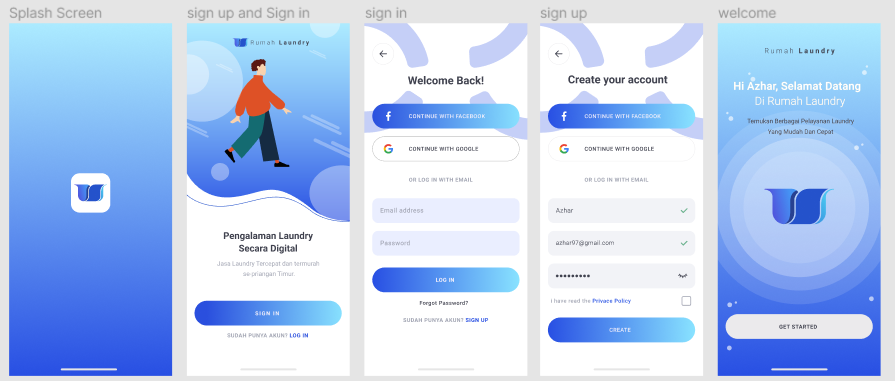 Splash Screen
sign up and Sign in
Rumah Laundry
Pengalaman Laundry
Secara Digital
Jasa Laundry Tercepat dan termurah
se-priangan Timur.
SIGN IN
SUDAH PUNYA AKUN? LOG IN
sign in
Welcome Back!
CONTINUE WITH FACEBOOK
CONTINUE WITH GOOGLE
OR LOG IN WITH EMAIL
Email address
Password
LOG IN
Forgot Password?
SUDAH PUNYA AKUN? SIGN UP
sign up
Create your account
CONTINUE WITH FACEBOOK
CONTINUE WITH GOOGLE
OR LOG IN WITH EMAIL
Azhar
azhar97@gmail.com
I have read the Privacy Policy
CREATE
welcome
Rumah Laundry
Hi Azhar, Selamat Datang
Di Rumah Laundry
Temukan Berbagai Pelayanan Laundry
Yang Mudah Dan Cepat
GET STARTED